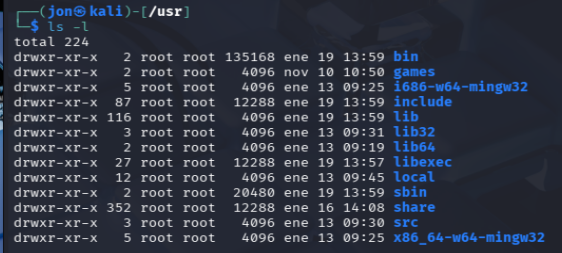 ┌──(jon㉿kali)-[/usr]
└─$ ls -l
total 224
drwxr-xr-x   2 root root 135168 ene 19 13:59 bin
drwxr-xr-x   2 root root   4096 nov 10 10:50 games
drwxr-xr-x   5 root root   4096 ene 13 09:25 i686-w64-mingw32
drwxr-xr-x  87 root root  12288 ene 19 13:59 include
drwxr-xr-x 116 root root   4096 ene 19 13:59 lib
drwxr-xr-x   3 root root   4096 ene 13 09:31 lib32
drwxr-xr-x   2 root root   4096 ene 13 09:19 lib64
drwxr-xr-x  27 root root  12288 ene 19 13:57 libexec
drwxr-xr-x  12 root root   4096 ene 13 09:45 local
drwxr-xr-x   2 root root  20480 ene 19 13:59 sbin
drwxr-xr-x 352 root root  12288 ene 16 14:08 share
drwxr-xr-x   3 root root   4096 ene 13 09:30 src
drwxr-xr-x   5 root root   4096 ene 13 09:25 x86_64-w64-mingw32